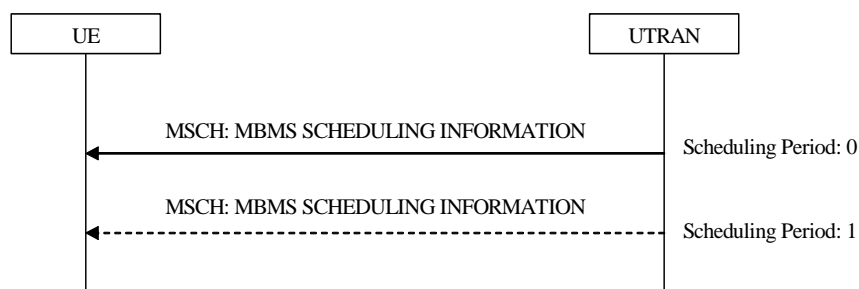 UE
UTRAN
MSCH: MBMS SCHEDULING INFORMATION
Scheduling Period: 0
MSCH: MBMS SCHEDULING INFORMATION
Scheduling Period: 1